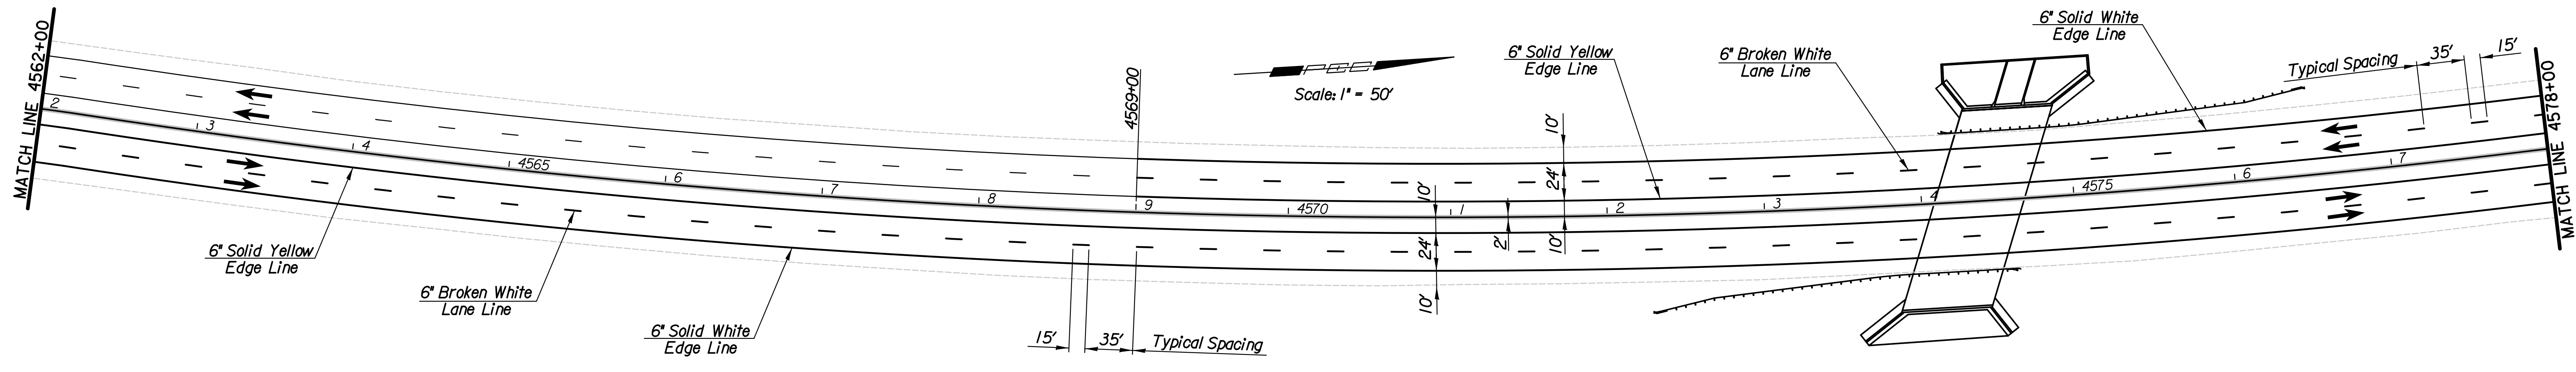 MATCH LINE 4562+00
2
3
4
4565
6
7
8
9
4570
1
2
3
4
4575
6
7
MATCH LINE 4578+00
4569+00
Scale: 1" = 50'
6" Solid Yellow
Edge Line
6" Broken White
Lane Line
6" Solid White
Edge Line
Typical Spacing
35'
15'
10'
24'
10'
10'
24'
10'
2'
6" Solid Yellow
Edge Line
6" Broken White
Lane Line
6" Solid White
Edge Line
15'
35'
Typical Spacing